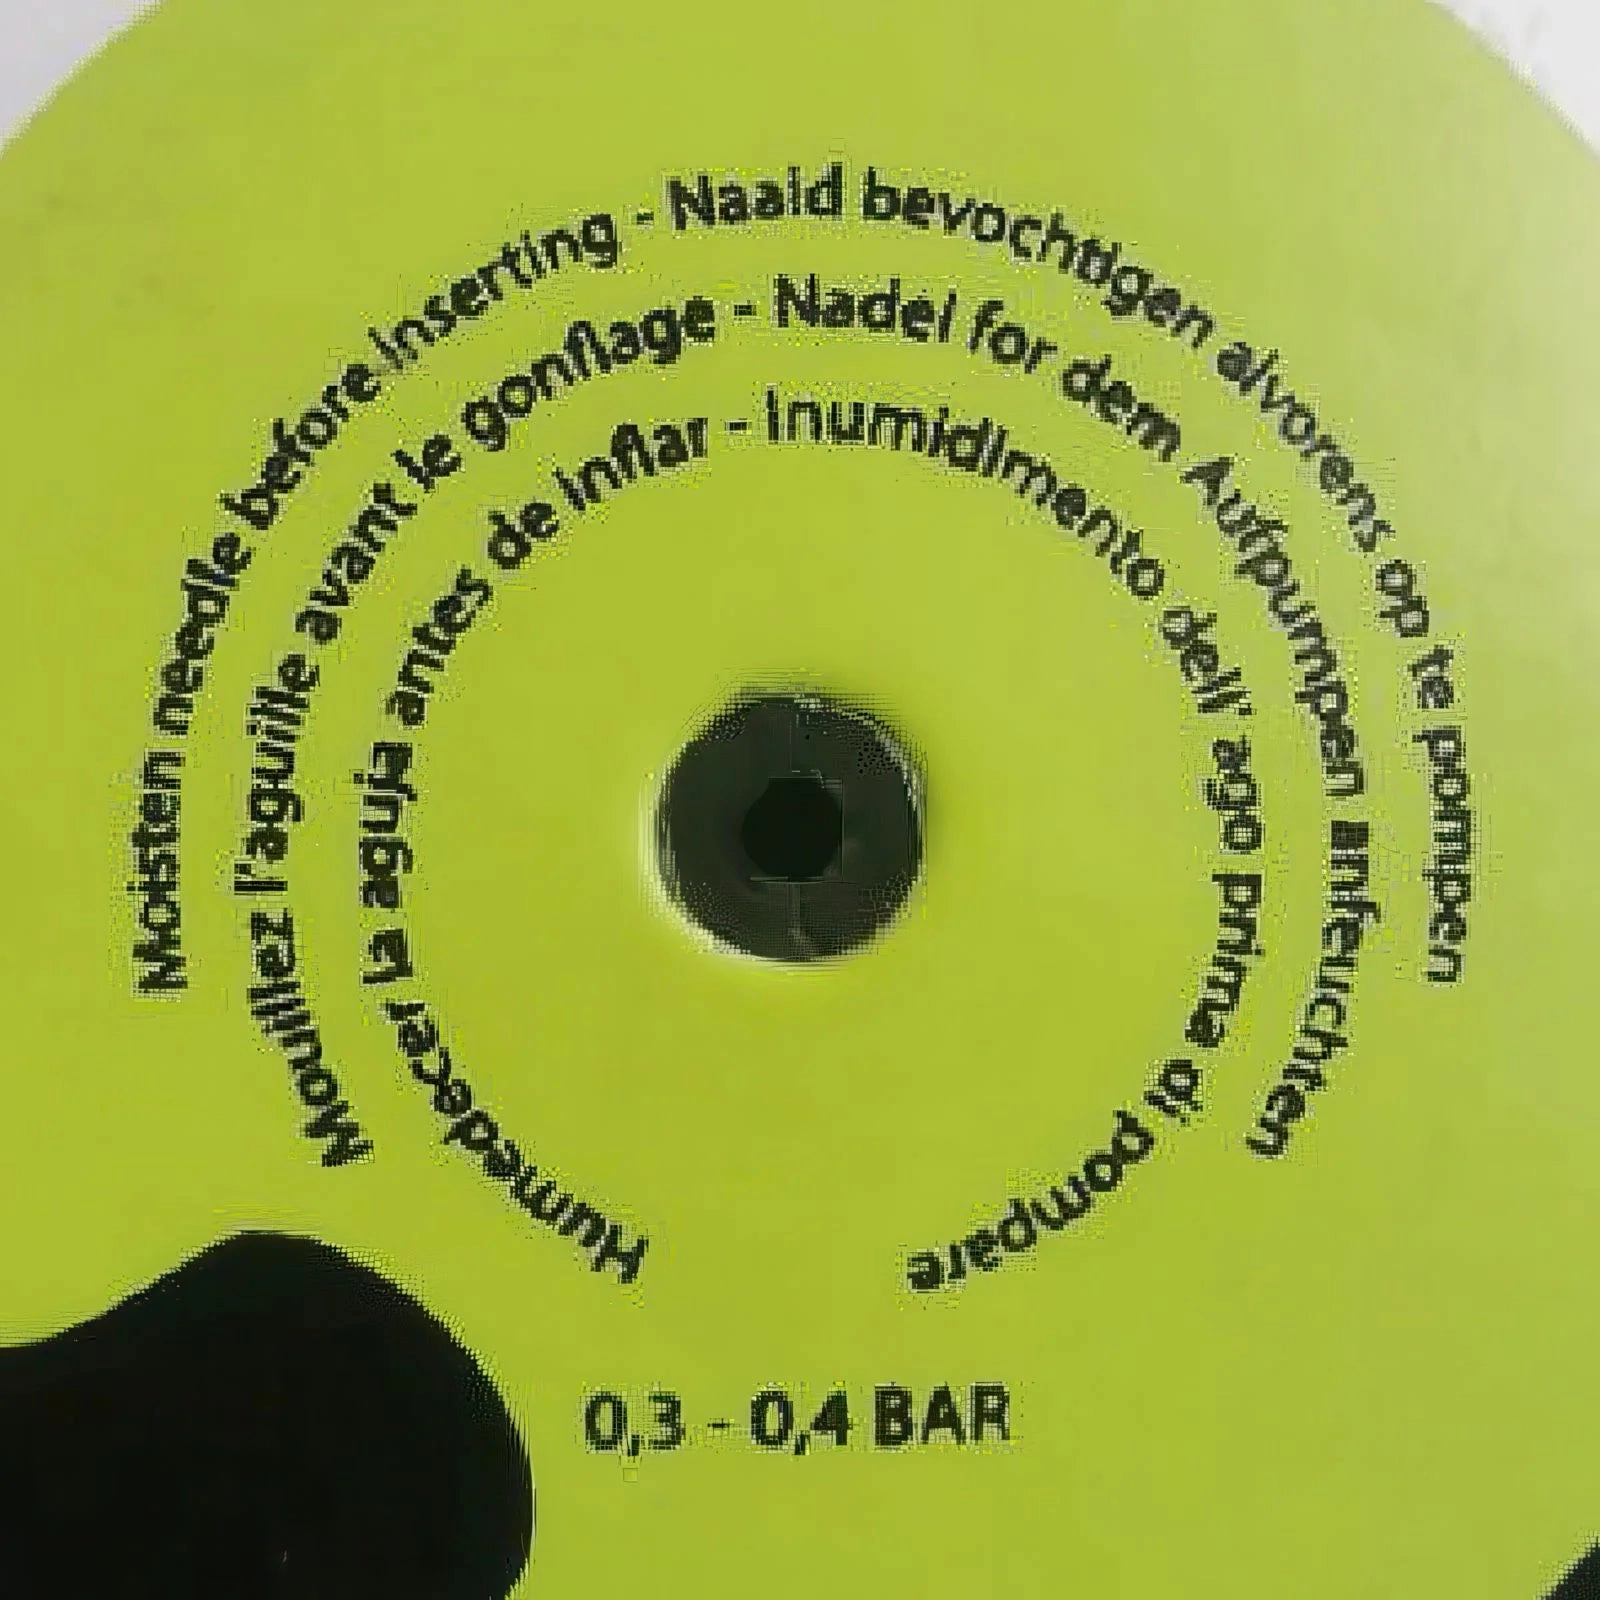 Moisten needle before inserting - Naald bevochtigen alvorens op te pompen
Mouillez l'aguille avant le gonflage - Nadel for dem Aufpumpen anfeuchten
Humedecer la aguja antes de inflar - Inumidimento dell' ago prima di pompare
0,3 - 0,4 BAR